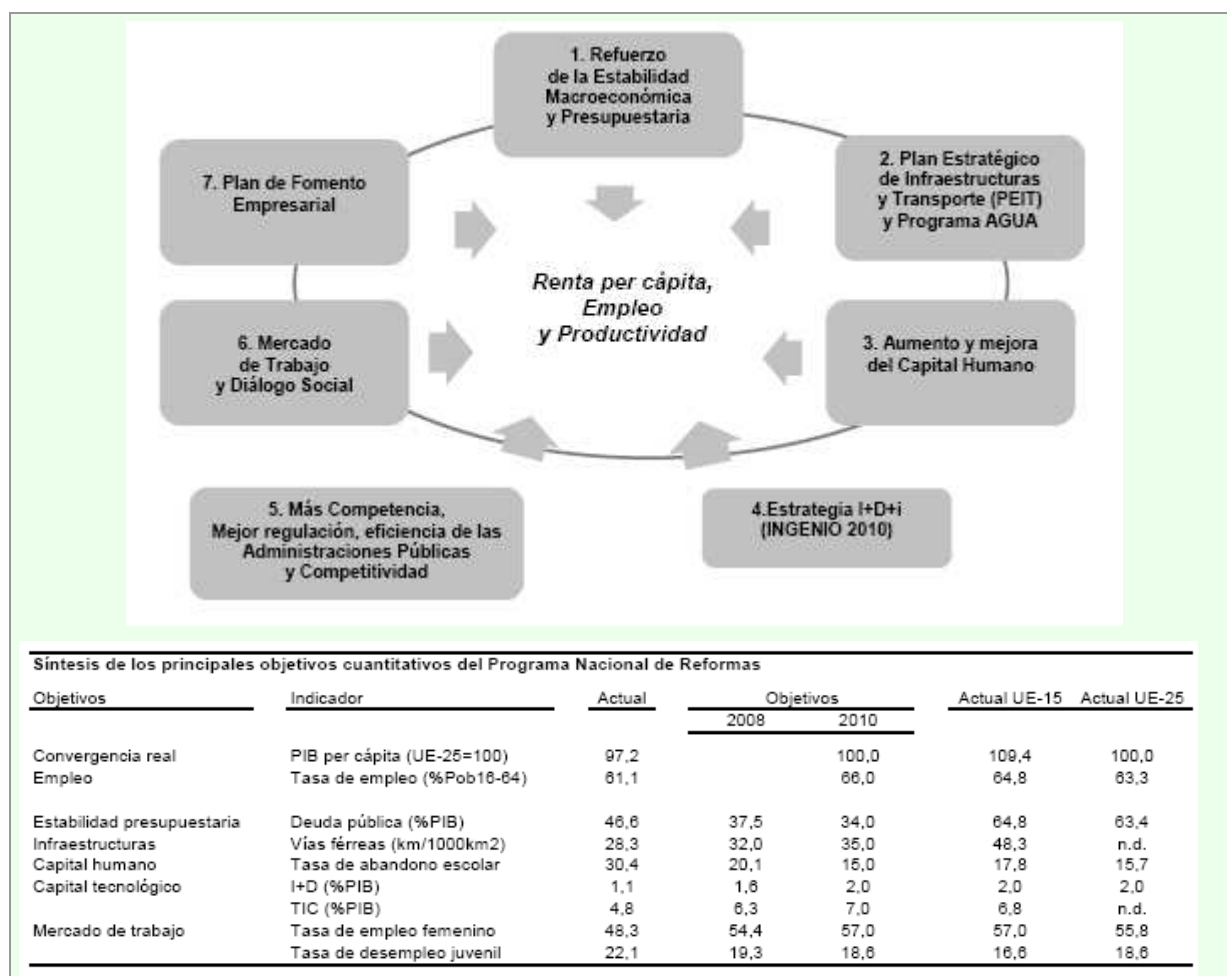 1. Refuerzo
de la Estabilidad
Macroeconómica
y Presupuestaria
2. Plan Estratégico
de Infraestructuras
y Transporte (PEIT)
y Programa AGUA
3. Aumento y mejora
del Capital Humano
4.Estrategia I+D+i
(INGENIO 2010)
5. Más Competencia,
Mejor regulación, eficiencia de las
Administraciones Públicas
y Competitividad
6. Mercado
de Trabajo
y Diálogo Social
7. Plan de Fomento
Empresarial
Renta per cápita,
Empleo
y Productividad
Síntesis de los principales objetivos cuantitativos del Programa Nacional de Reformas
Objetivos Indicador Actual Objetivos Actual UE-15 Actual UE-25
2008 2010
Convergencia real PIB per cápita (UE-25=100) 97,2 100,0 109,4 100,0
Empleo Tasa de empleo (%Pob16-64) 61,1 66,0 64,8 63,3
Estabilidad presupuestaria Deuda pública (%PIB) 46,6 37,5 34,0 64,8 63,4
Infraestructuras Vías férreas (km/1000km2) 28,3 32,0 35,0 48,3 n.d.
Capital humano Tasa de abandono escolar 30,4 20,1 15,0 17,8 15,7
Capital tecnológico I+D (%PIB) 1,1 1,6 2,0 2,0 2,0
TIC (%PIB) 4,8 6,3 7,0 6,8 n.d.
Mercado de trabajo Tasa de empleo femenino 48,3 54,4 57,0 57,0 55,8
Tasa de desempleo juvenil 22,1 19,3 18,6 16,6 18,6